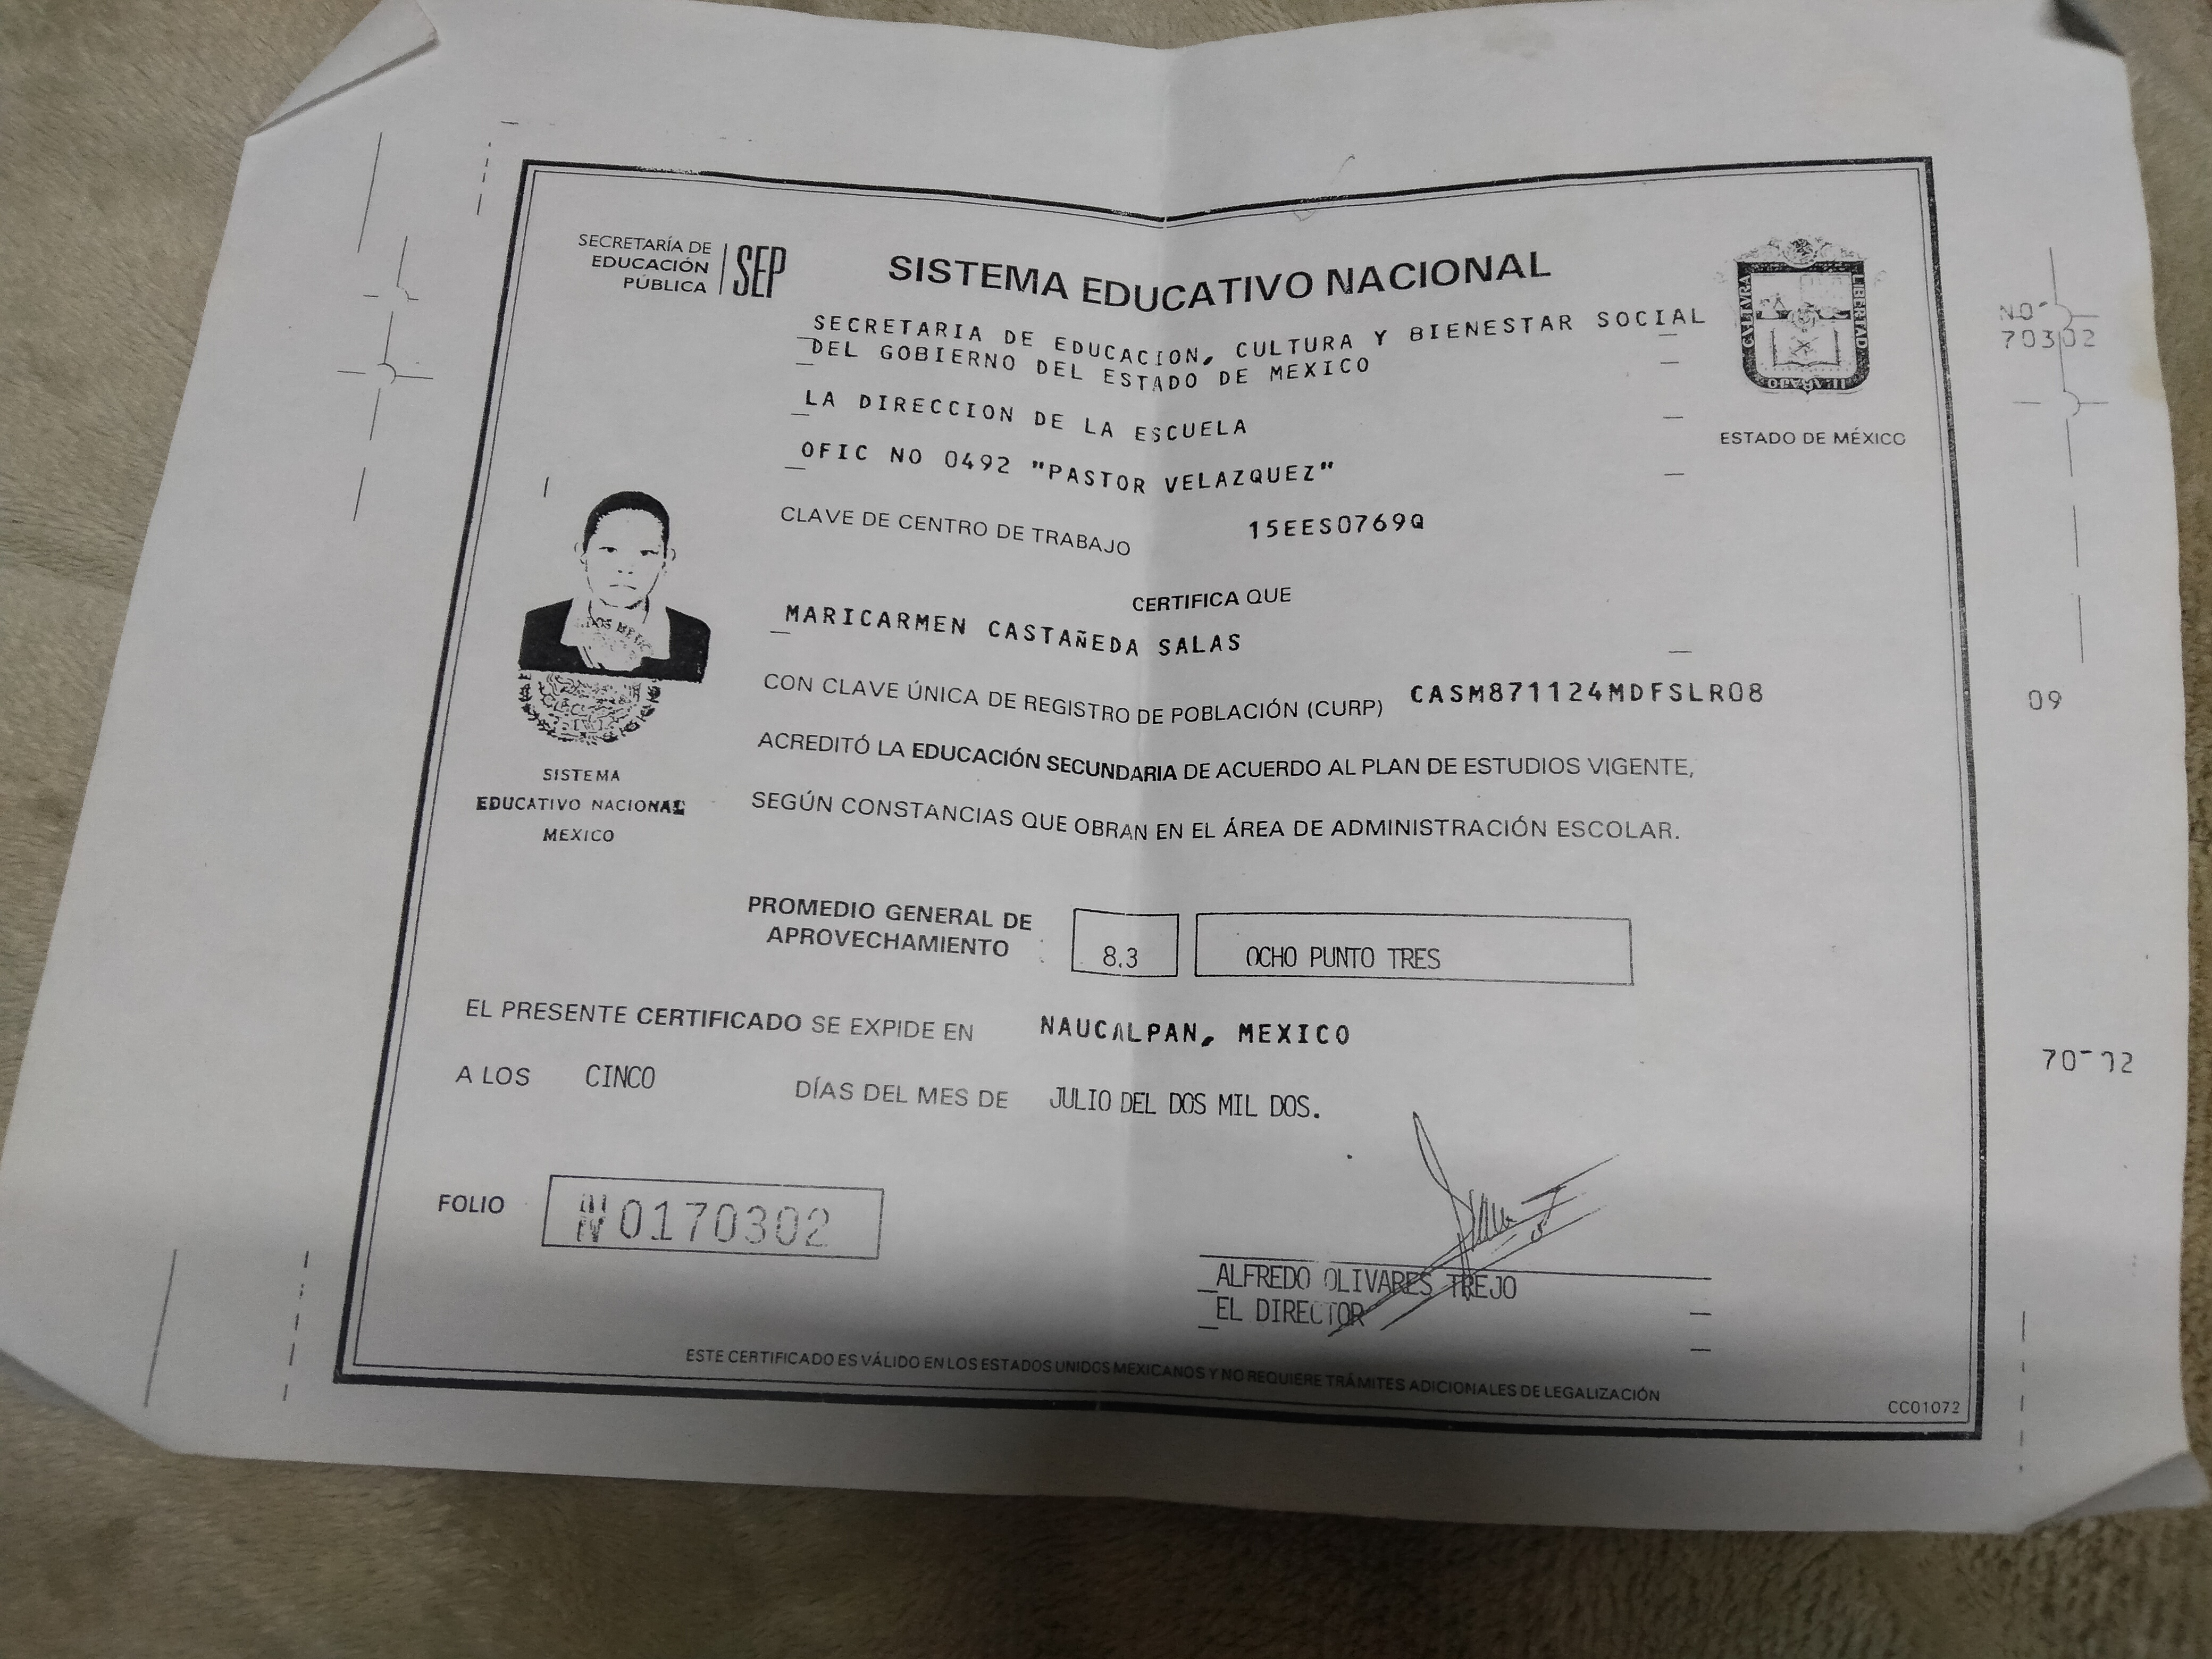 SECRETARÍA DE
EDUCACIÓN
PÚBLICA
SEP
SISTEMA EDUCATIVO NACIONAL
SECRETARIA DE EDUCACION, CULTURA Y BIENESTAR SOCIAL
DEL GOBIERNO DEL ESTADO DE MEXICO
LA DIRECCION DE LA ESCUELA
OFIC NO 0492 "PASTOR VELAZQUEZ"
CLAVE DE CENTRO DE TRABAJO 15EES0769Q
LIBERTAD
ESTADO DE MÉXICO
NO
70302
CERTIFICA QUE
MARICARMEN CASTAÑEDA SALAS
CON CLAVE ÚNICA DE REGISTRO DE POBLACIÓN (CURP) CASM871124MDFSLR08
09
ACREDITÓ LA EDUCACIÓN SECUNDARIA DE ACUERDO AL PLAN DE ESTUDIOS VIGENTE,
SEGÚN CONSTANCIAS QUE OBRAN EN EL ÁREA DE ADMINISTRACIÓN ESCOLAR.
SISTEMA
EDUCATIVO NACIONAL
MEXICO
PROMEDIO GENERAL DE
APROVECHAMIENTO
8.3 OCHO PUNTO TRES
EL PRESENTE CERTIFICADO SE EXPIDE EN NAUCALPAN, MEXICO
A LOS CINCO DÍAS DEL MES DE JULIO DEL DOS MIL DOS.
FOLIO N0170302
ALFREDO OLIVARES TREJO
EL DIRECTOR
ESTE CERTIFICADO ES VÁLIDO EN LOS ESTADOS UNIDOS MEXICANOS Y NO REQUIERE TRÁMITES ADICIONALES DE LEGALIZACIÓN
CC01072